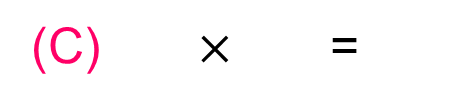 (C) × =